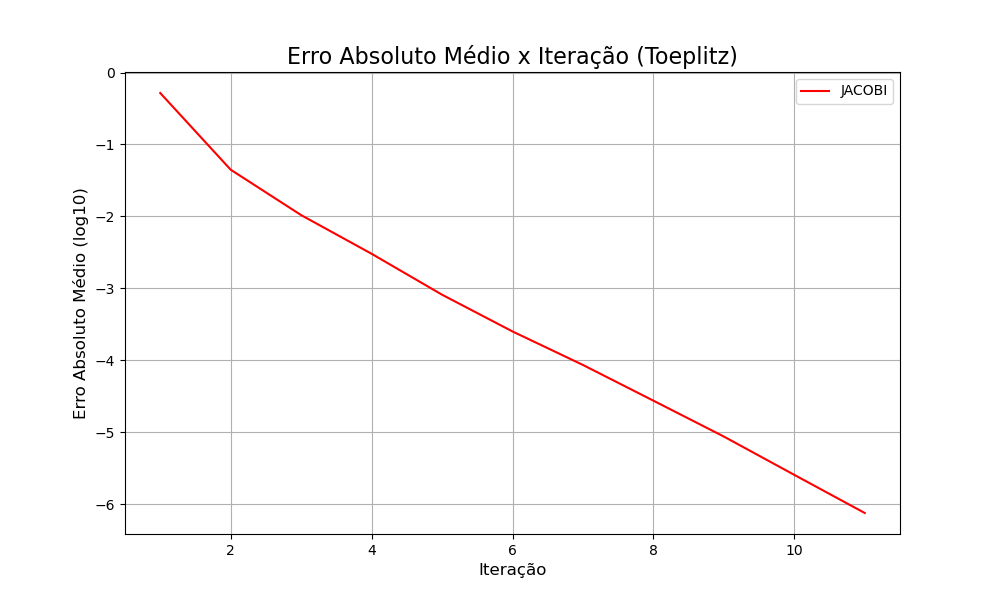 Erro Absoluto Médio x Iteração (Toeplitz)
JACOBI
Erro Absoluto Médio (log10)
0
−1
−2
−3
−4
−5
−6
2 4 6 8 10
Iteração